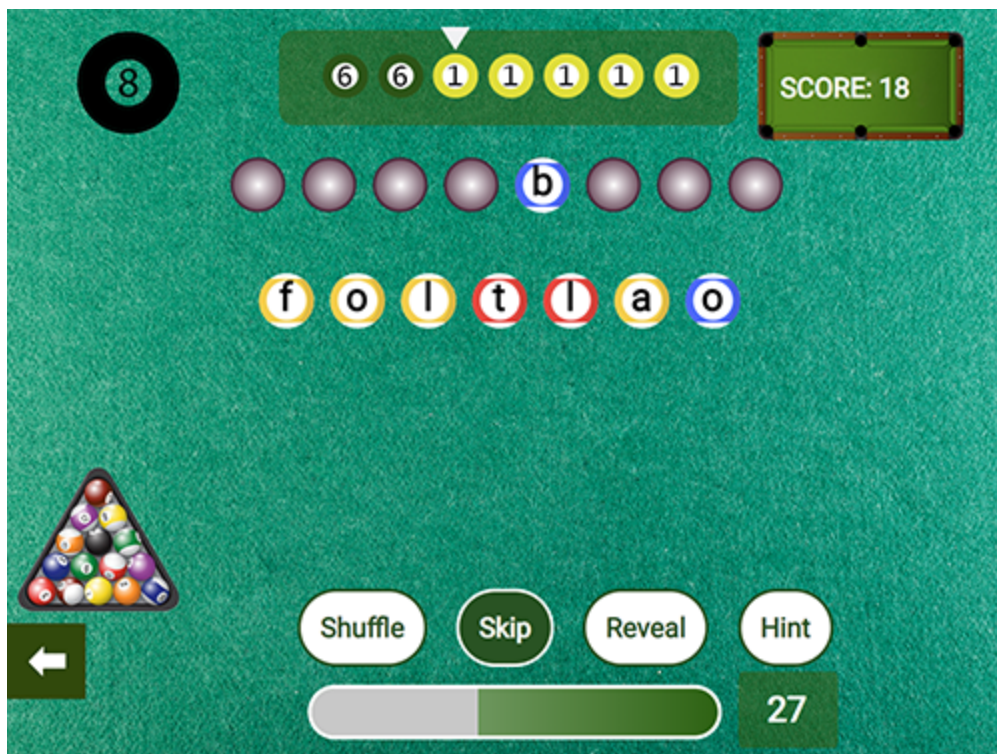 8
6 6 1 1 1 1 1
SCORE: 18
b
f o l t l a o
Shuffle Skip Reveal Hint
27